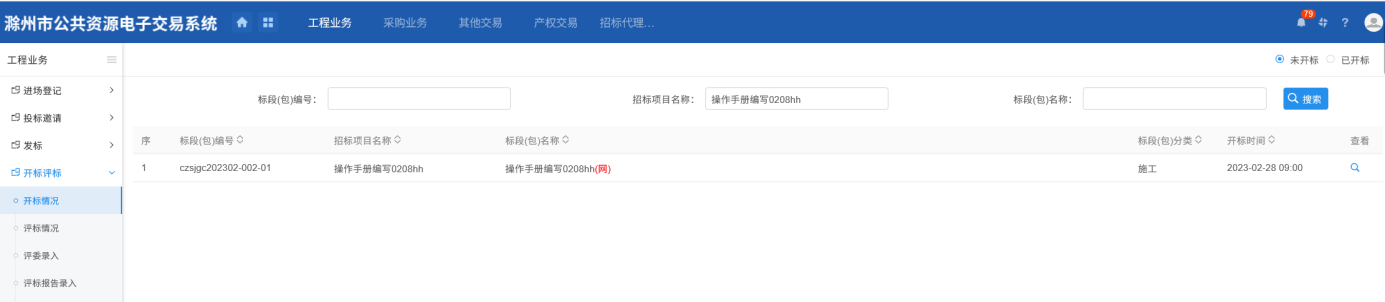 滁州市公共资源电子交易系统 工程业务 采购业务 其他交易 产权交易 招标代理... 79 ?
工程业务 未开标 已开标
进场登记
投标邀请
发标
开标评标
开标情况
评标情况
评委录入
评标报告录入
标段(包)编号： 招标项目名称： 操作手册编写0208hh 标段(包)名称： 搜索
序 标段(包)编号 招标项目名称 标段(包)名称 标段(包)分类 开标时间 查看
1 czsjgc202302-002-01 操作手册编写0208hh 操作手册编写0208hh(网) 施工 2023-02-28 09:00